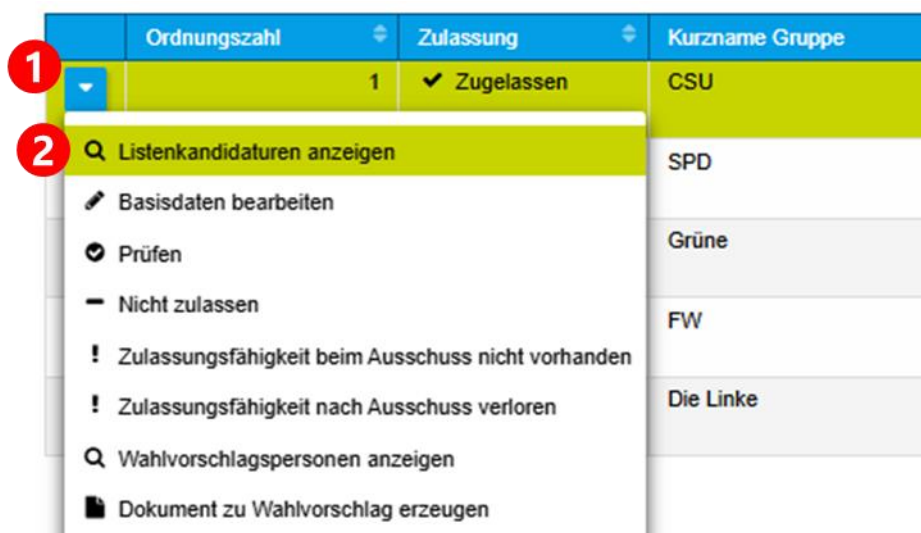 Ordnungszahl Zulassung Kurzname Gruppe
1
1 Zugelassen CSU
2 Listenkandidaturen anzeigen
SPD
Basisdaten bearbeiten
Prüfen
Grüne
Nicht zulassen
FW
Zulassungsfähigkeit beim Ausschuss nicht vorhanden
Zulassungsfähigkeit nach Ausschuss verloren
Die Linke
Wahlvorschlagspersonen anzeigen
Dokument zu Wahlvorschlag erzeugen